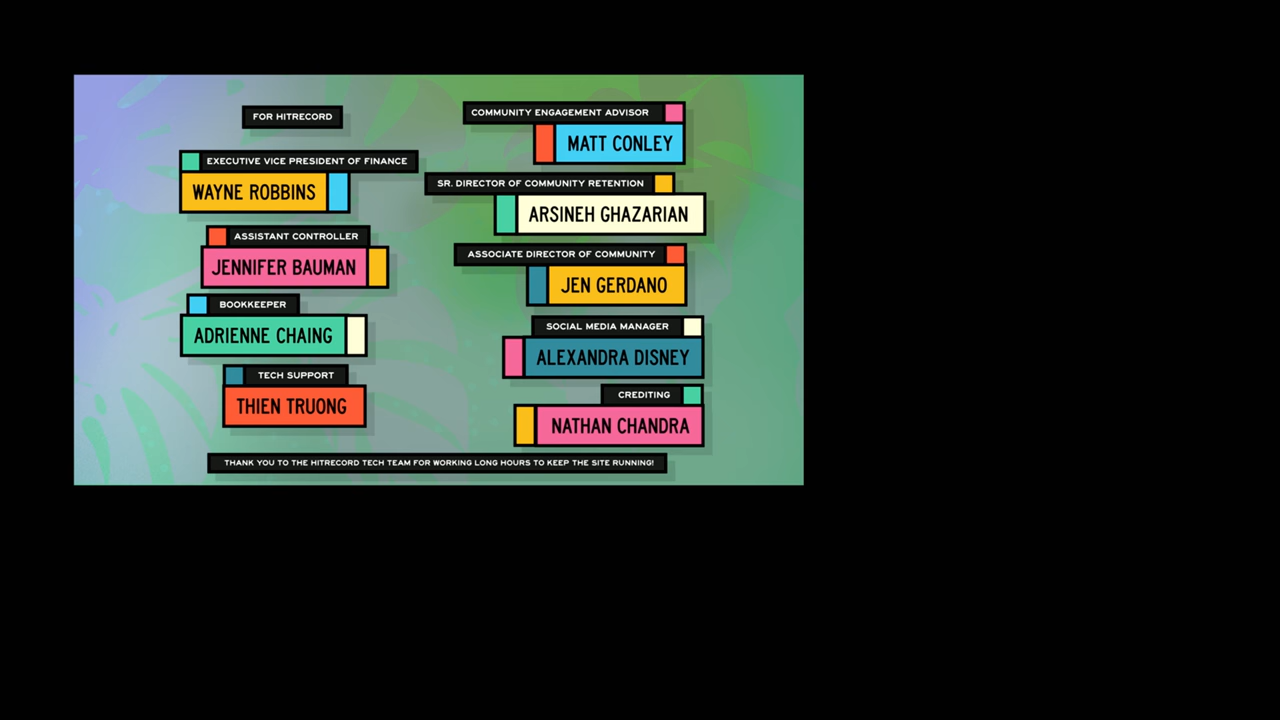 FOR HITRECORD
EXECUTIVE VICE PRESIDENT OF FINANCE
WAYNE ROBBINS
ASSISTANT CONTROLLER
JENNIFER BAUMAN
BOOKKEEPER
ADRIENNE CHAING
TECH SUPPORT
THIEN TRUONG
COMMUNITY ENGAGEMENT ADVISOR
MATT CONLEY
SR. DIRECTOR OF COMMUNITY RETENTION
ARSINEH GHAZARIAN
ASSOCIATE DIRECTOR OF COMMUNITY
JEN GERDANO
SOCIAL MEDIA MANAGER
ALEXANDRA DISNEY
CREDITING
NATHAN CHANDRA
THANK YOU TO THE HITRECORD TECH TEAM FOR WORKING LONG HOURS TO KEEP THE SITE RUNNING!